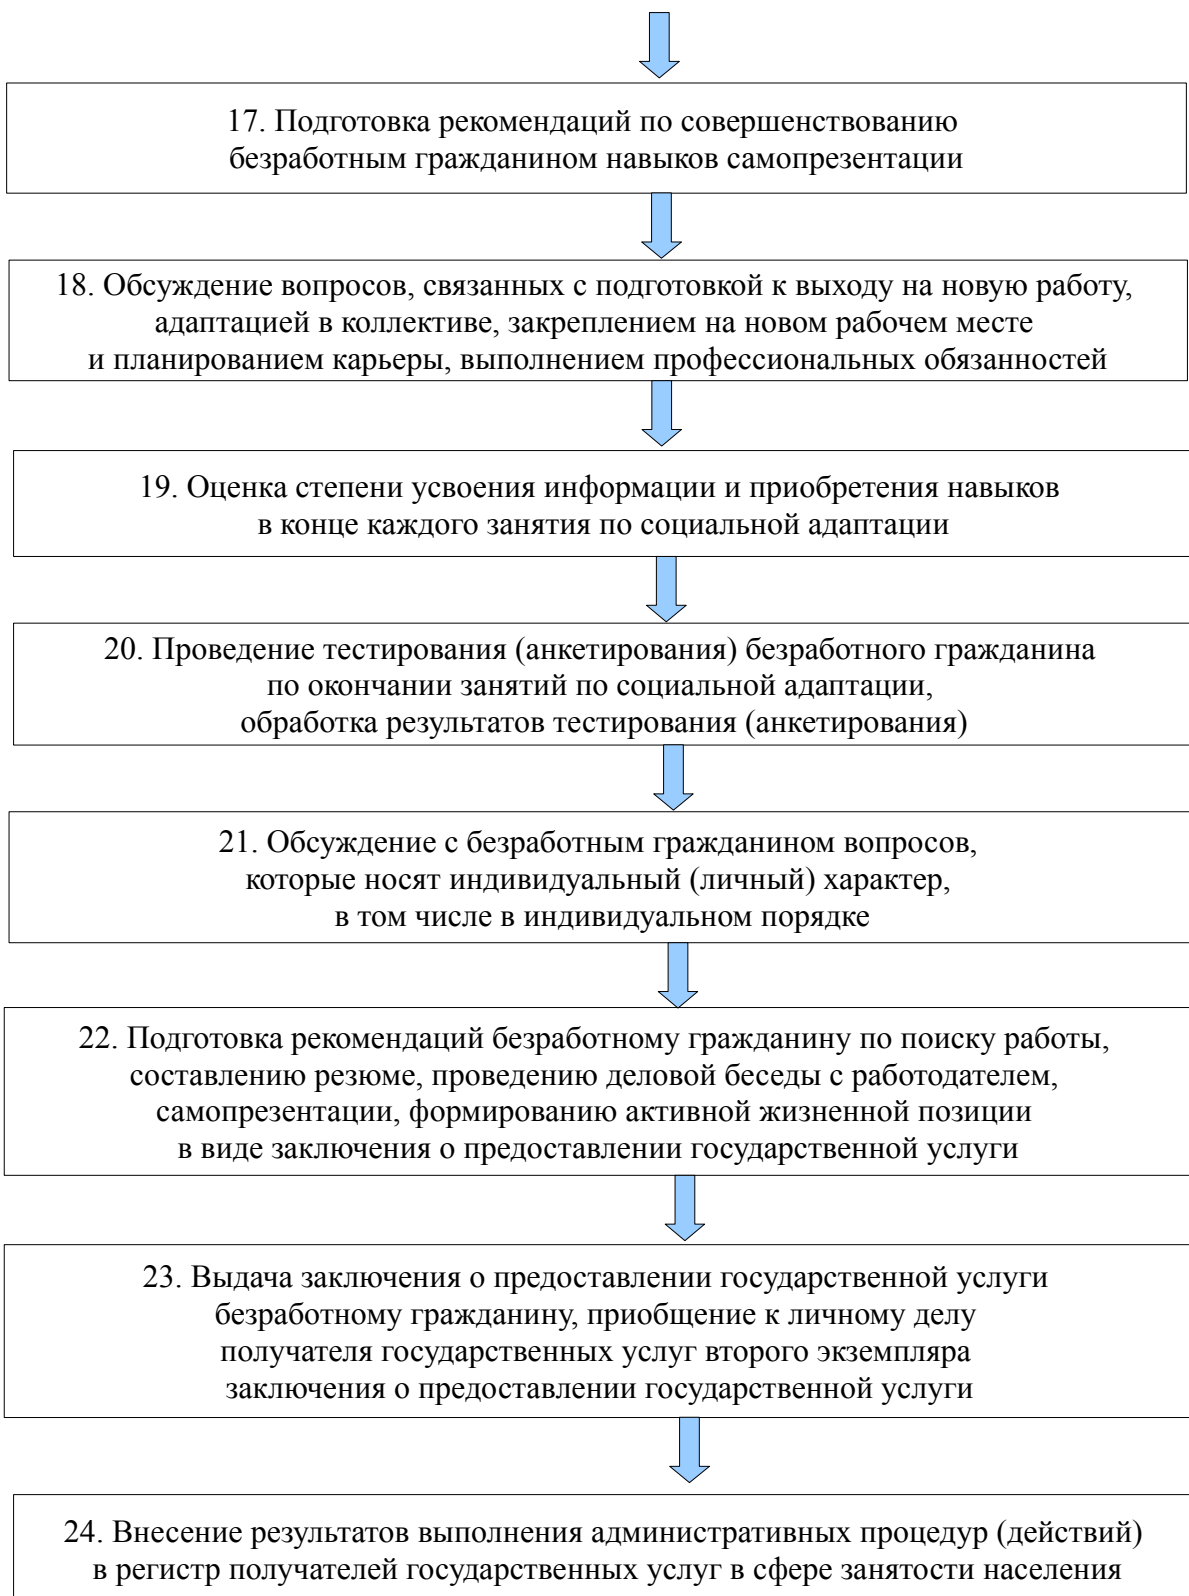 17. Подготовка рекомендаций по совершенствованию
безработным гражданином навыков самопрезентации
18. Обсуждение вопросов, связанных с подготовкой к выходу на новую работу,
адаптацией в коллективе, закреплением на новом рабочем месте
и планированием карьеры, выполнением профессиональных обязанностей
19. Оценка степени усвоения информации и приобретения навыков
в конце каждого занятия по социальной адаптации
20. Проведение тестирования (анкетирования) безработного гражданина
по окончании занятий по социальной адаптации,
обработка результатов тестирования (анкетирования)
21. Обсуждение с безработным гражданином вопросов,
которые носят индивидуальный (личный) характер,
в том числе в индивидуальном порядке
22. Подготовка рекомендаций безработному гражданину по поиску работы,
составлению резюме, проведению деловой беседы с работодателем,
самопрезентации, формированию активной жизненной позиции
в виде заключения о предоставлении государственной услуги
23. Выдача заключения о предоставлении государственной услуги
безработному гражданину, приобщение к личному делу
получателя государственных услуг второго экземпляра
заключения о предоставлении государственной услуги
24. Внесение результатов выполнения административных процедур (действий)
в регистр получателей государственных услуг в сфере занятости населения